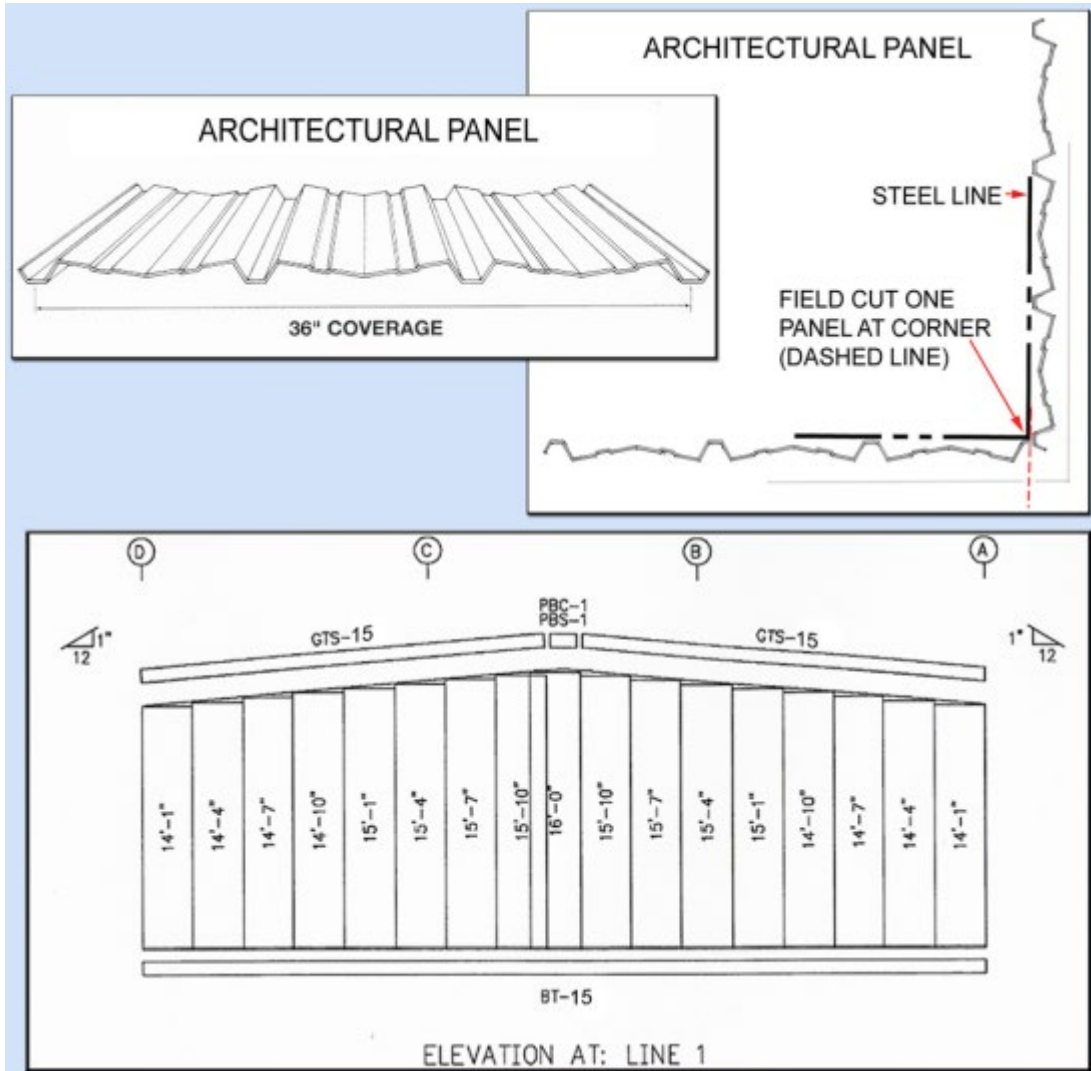 ARCHITECTURAL PANEL
36" COVERAGE
ARCHITECTURAL PANEL
STEEL LINE
FIELD CUT ONE
PANEL AT CORNER
(DASHED LINE)
D C B A
PBC-1
PBS-1
1"
12
GTS-15
GTS-15
1"
12
14'-1" 14'-4" 14'-7" 14'-10" 15'-1" 15'-4" 15'-7" 15'-10" 16'-0" 15'-10" 15'-7" 15'-4" 15'-1" 14'-10" 14'-7" 14'-4" 14'-1"
BT-15
ELEVATION AT: LINE 1